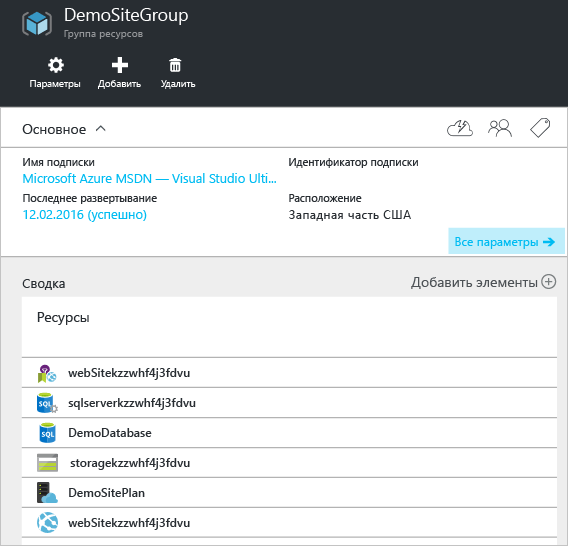 DemoSiteGroup
Группа ресурсов
Параметры Добавить Удалить
Основное
Имя подписки Идентификатор подписки
Microsoft Azure MSDN — Visual Studio Ulti...
Последнее развертывание Расположение
12.02.2016 (успешно) Западная часть США
Все параметры
Сводка Добавить элементы
Ресурсы
webSitekzzwhf4j3fdvu
sqlserverkzzwhf4j3fdvu
SQL DemoDatabase
storagekzzwhf4j3fdvu
DemoSitePlan
webSitekzzwhf4j3fdvu